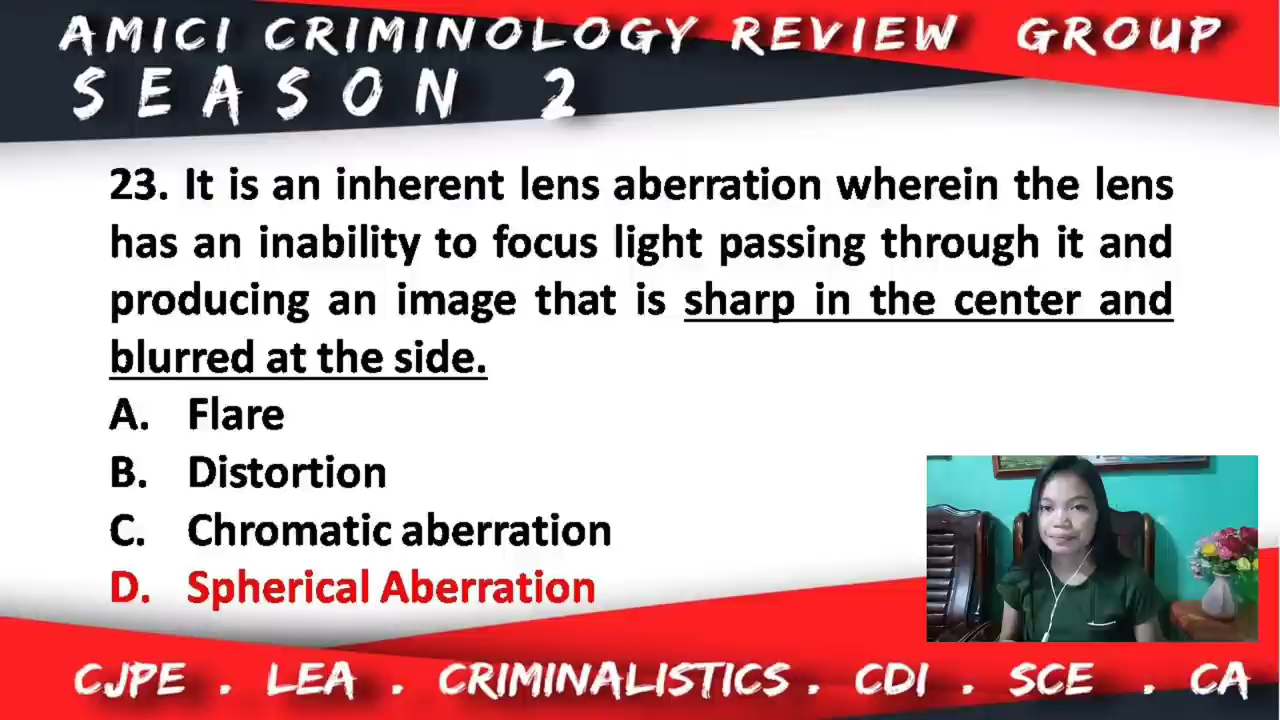 AMICI CRIMINOLOGY REVIEW GROUP
SEASON 2
23. It is an inherent lens aberration wherein the lens
has an inability to focus light passing through it and
producing an image that is sharp in the center and
blurred at the side.
A. Flare
B. Distortion
C. Chromatic aberration
D. Spherical Aberration
CJPE . LEA . CRIMINALISTICS . CDI . SCE . CA